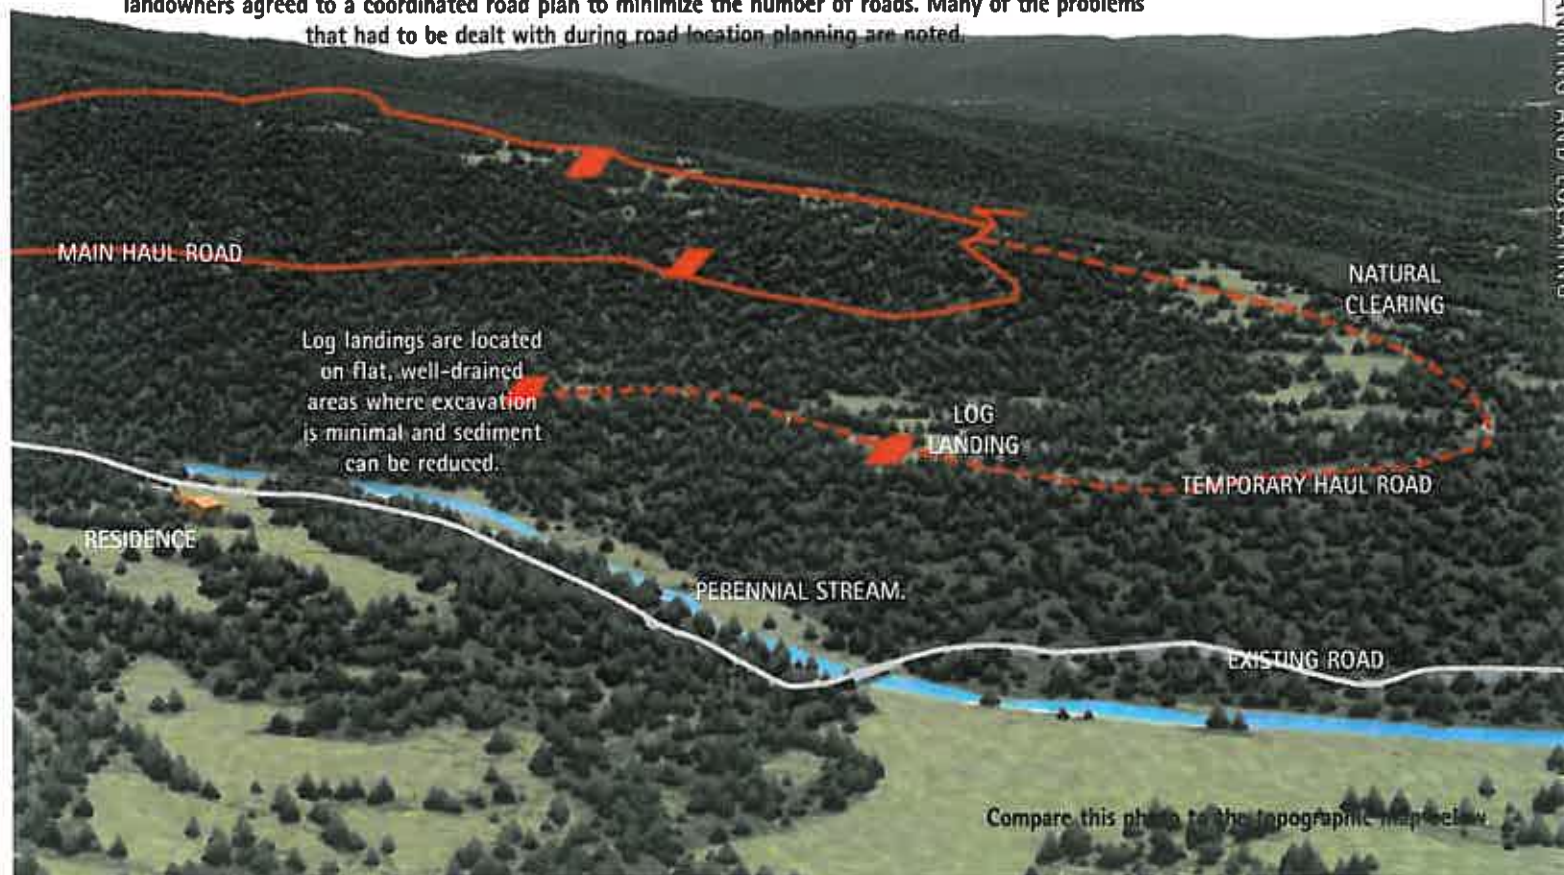 landowners agreed to a coordinated road plan to minimize the number of roads. Many of the problems
that had to be dealt with during road location planning are noted.
MAIN HAUL ROAD
NATURAL
CLEARING
Log landings are located
on flat, well-drained
areas where excavation
is minimal and sediment
can be reduced.
LOG
LANDING
TEMPORARY HAUL ROAD
RESIDENCE
PERENNIAL STREAM.
EXISTING ROAD
Compare this photo to the topographic map below.